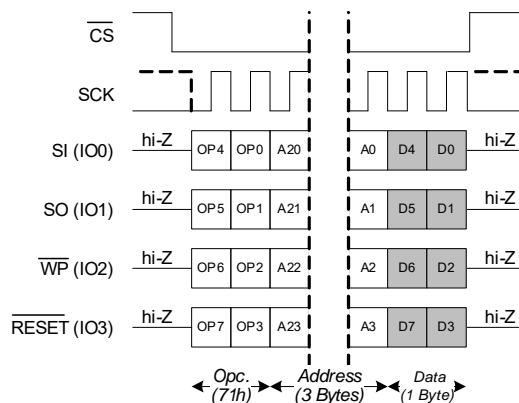 CS
SCK
SI (IO0) hi-Z OP4 OP0 A20 A0 D4 D0 hi-Z
SO (IO1) hi-Z OP5 OP1 A21 A1 D5 D1 hi-Z
WP (IO2) hi-Z OP6 OP2 A22 A2 D6 D2 hi-Z
RESET (IO3) hi-Z OP7 OP3 A23 A3 D7 D3 hi-Z
Opc. Address Data
(71h) (3 Bytes) (1 Byte)